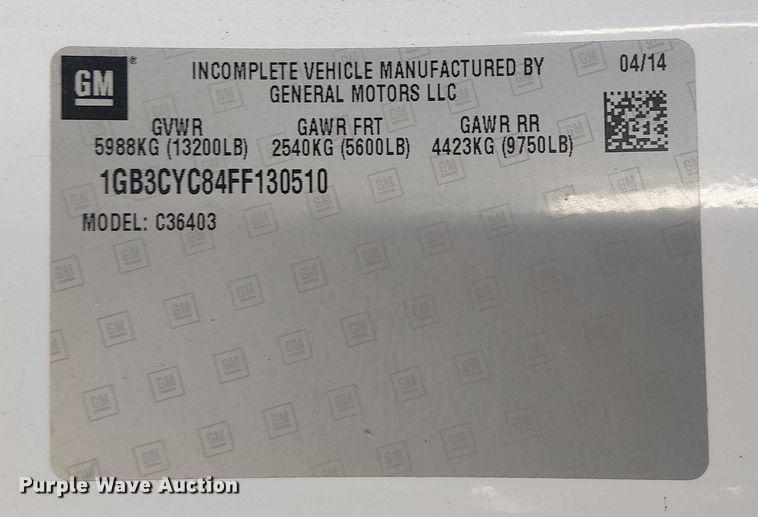 GM®
INCOMPLETE VEHICLE MANUFACTURED BY
GENERAL MOTORS LLC
04/14
GVWR GAWR FRT GAWR RR
5988KG (13200LB) 2540KG (5600LB) 4423KG (9750LB)
1GB3CYC84FF130510
MODEL: C36403
Purple Wave Auction